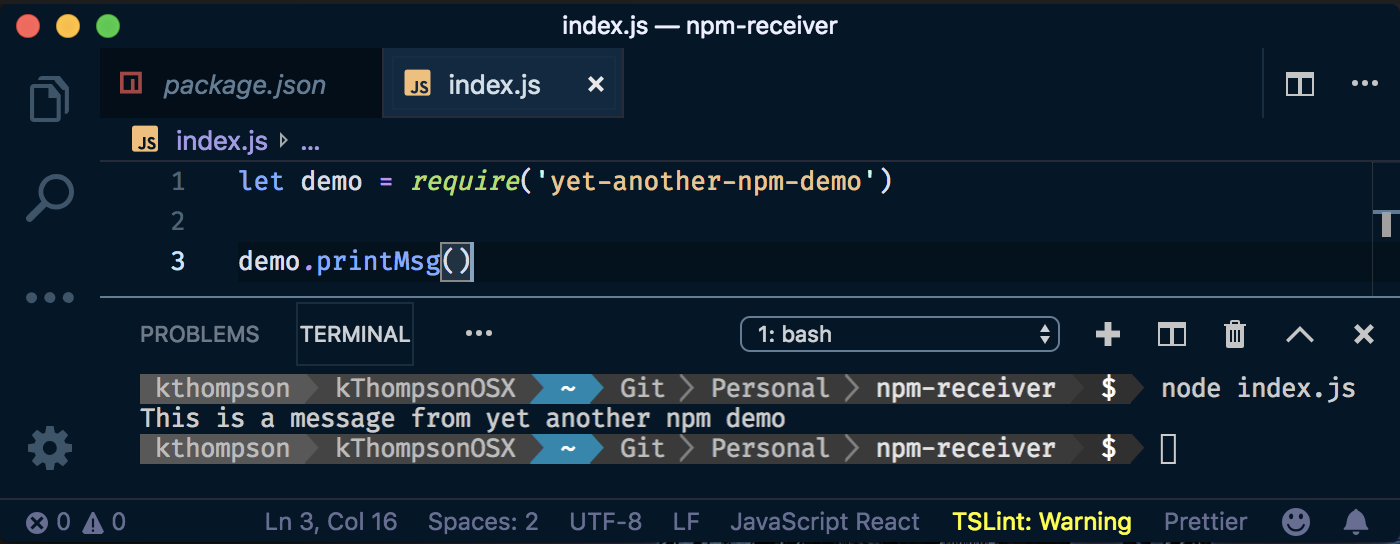 index.js — npm-receiver
package.json
JS index.js ×
JS index.js ...
1 let demo = require('yet-another-npm-demo')
2
3 demo.printMsg()
PROBLEMS TERMINAL ... 1: bash
kthompson kThompsonOSX ~ Git Personal npm-receiver $ node index.js
This is a message from yet another npm demo
kthompson kThompsonOSX ~ Git Personal npm-receiver $
0 0 Ln 3, Col 16 Spaces: 2 UTF-8 LF JavaScript React TSLint: Warning Prettier